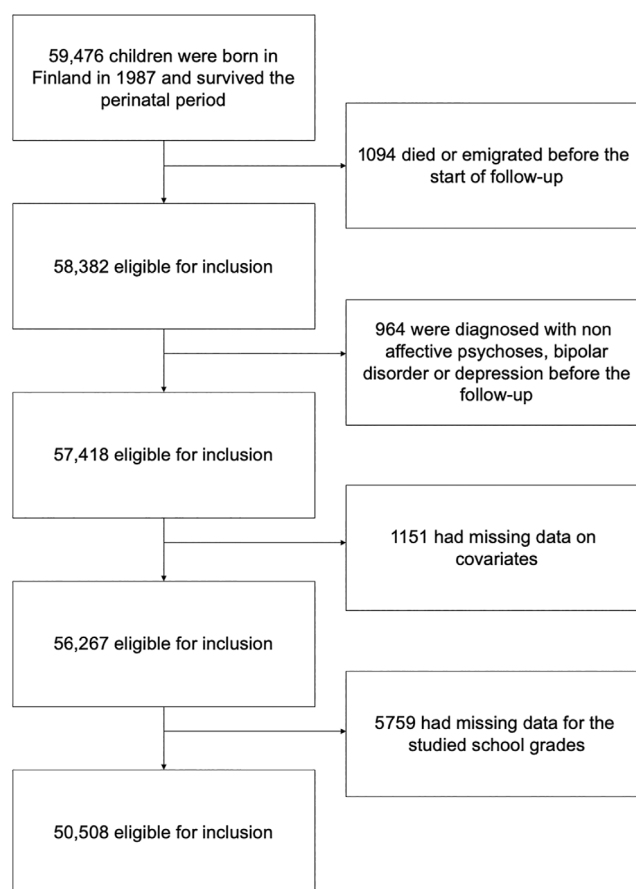 59,476 children were born in
Finland in 1987 and survived the
perinatal period
1094 died or emigrated before the
start of follow-up
58,382 eligible for inclusion
964 were diagnosed with non
affective psychoses, bipolar
disorder or depression before the
follow-up
57,418 eligible for inclusion
1151 had missing data on
covariates
56,267 eligible for inclusion
5759 had missing data for the
studied school grades
50,508 eligible for inclusion